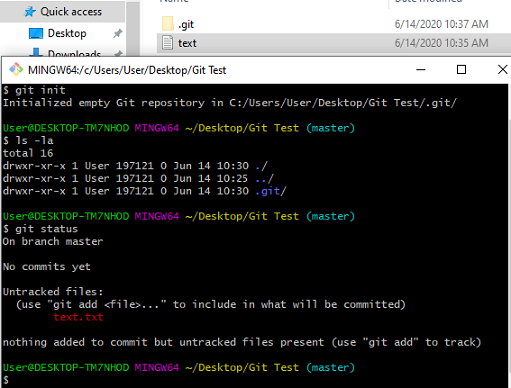 Name
Date modified
Quick access
.git
6/14/2020 10:37 AM
Desktop
text
6/14/2020 10:35 AM
Downloads
MINGW64:/c/Users/User/Desktop/Git Test
$ git init
Initialized empty Git repository in C:/Users/User/Desktop/Git Test/.git/
User@DESKTOP-TM7NHOD MINGW64 ~/Desktop/Git Test (master)
$ ls -la
total 16
drwxr-xr-x 1 User 197121 0 Jun 14 10:30 ./
drwxr-xr-x 1 User 197121 0 Jun 14 10:25 ../
drwxr-xr-x 1 User 197121 0 Jun 14 10:30 .git/
User@DESKTOP-TM7NHOD MINGW64 ~/Desktop/Git Test (master)
$ git status
On branch master
No commits yet
Untracked files:
(use "git add <file>..." to include in what will be committed)
text.txt
nothing added to commit but untracked files present (use "git add" to track)
User@DESKTOP-TM7NHOD MINGW64 ~/Desktop/Git Test (master)
$